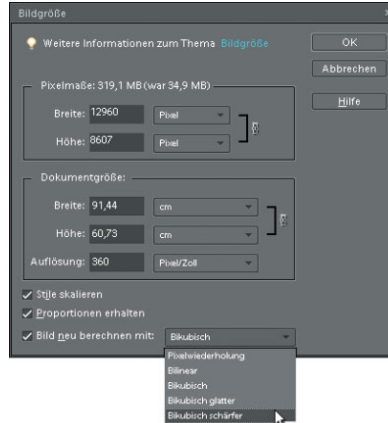 Bildgröße
Weitere Informationen zum Thema Bildgröße
OK
Abbrechen
Hilfe
Pixelmaße: 319,1 MB (war 34,9 MB)
Breite: 12960 Pixel
Höhe: 8607 Pixel
Dokumentgröße:
Breite: 91,44 cm
Höhe: 60,73 cm
Auflösung: 360 Pixel/Zoll
Stile skalieren
Proportionen erhalten
Bild neu berechnen mit: Bikubisch
Pixelwiederholung
Bilinear
Bikubisch
Bikubisch glatter
Bikubisch schärfer